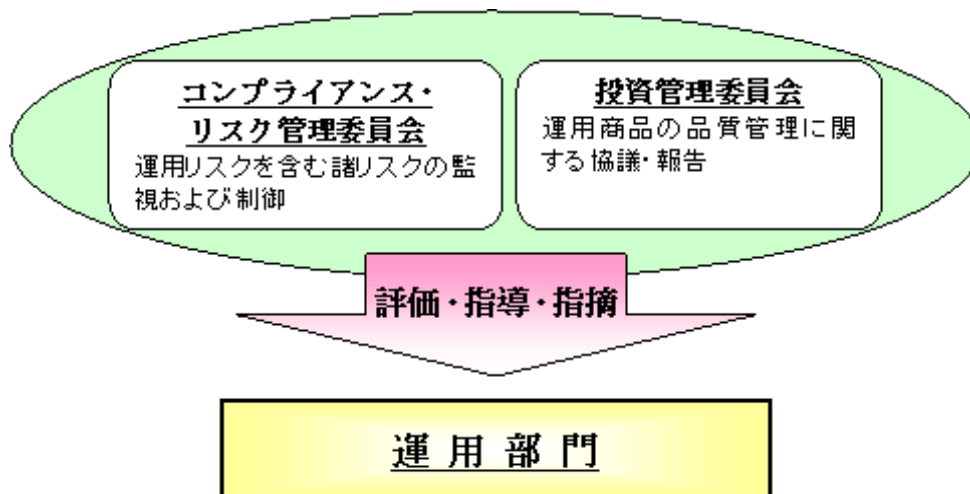 コンプライアンス・
リスク管理委員会
運用リスクを含む諸リスクの監
視および制御
投資管理委員会
運用商品の品質管理に関
する協議・報告
評価・指導・指摘
運用部門